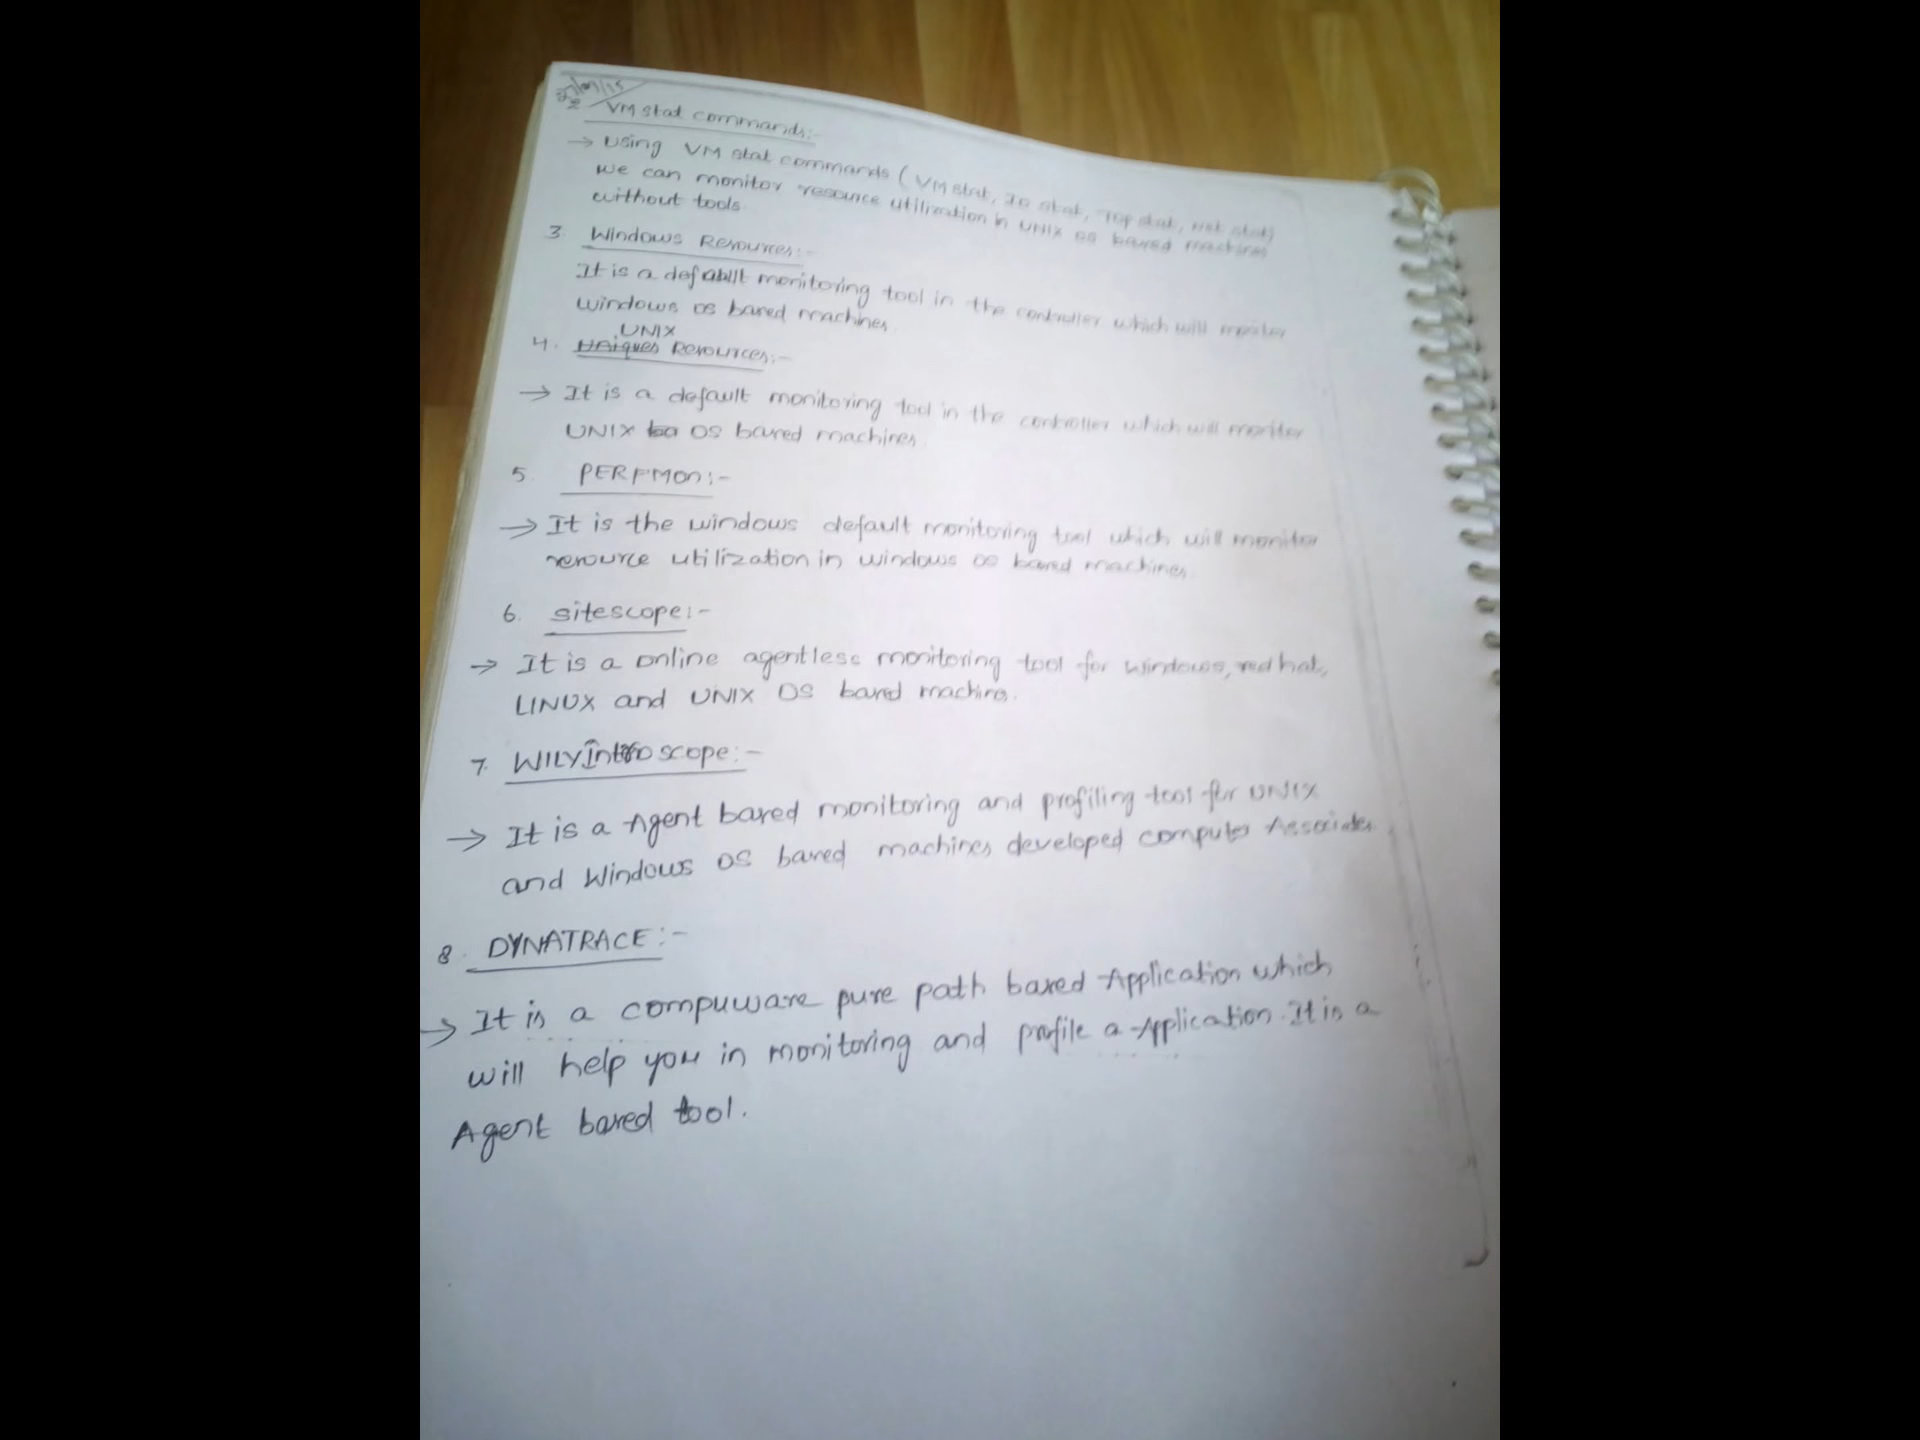 2 VM stat commands:-
→ Using VM stat commands (VM stat, Io stat, Top stat, Net stat)
we can monitor resource utilization in UNIX OS based machines
without tools
3. Windows Resources:-
It is a default monitoring tool in the controller which will monitor
windows OS based machines.
UNIX
4. Resources:-
→ It is a default monitoring tool in the controller which will monitor
UNIX OS based machines.
5. PERFMon:-
→ It is the windows default monitoring tool which will monitor
resource utilization in windows OS based machines
6. sitescope:-
→ It is a online agentless monitoring tool for windows, red hat,
LINUX and UNIX OS based machines.
7. WILY Introscope:-
→ It is a Agent based monitoring and profiling tool for UNIX
and Windows OS based machines developed computer Associates.
8. DYNATRACE:-
→ It is a compuware pure path based Application which
will help you in monitoring and profile a Application. It is a
Agent based tool.